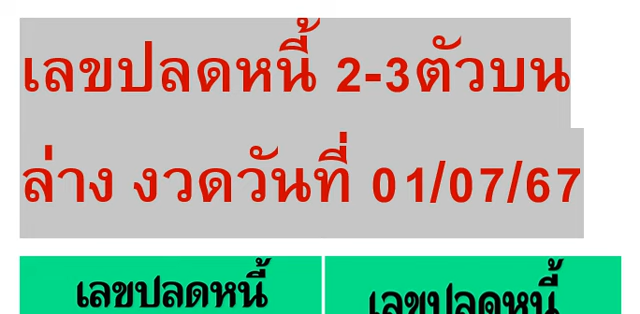 เลขปลดหนี้ 2-3ตัวบน
ล่าง งวดวันที่ 01/07/67
เลขปลดหนี้ เลขปลดหนี้